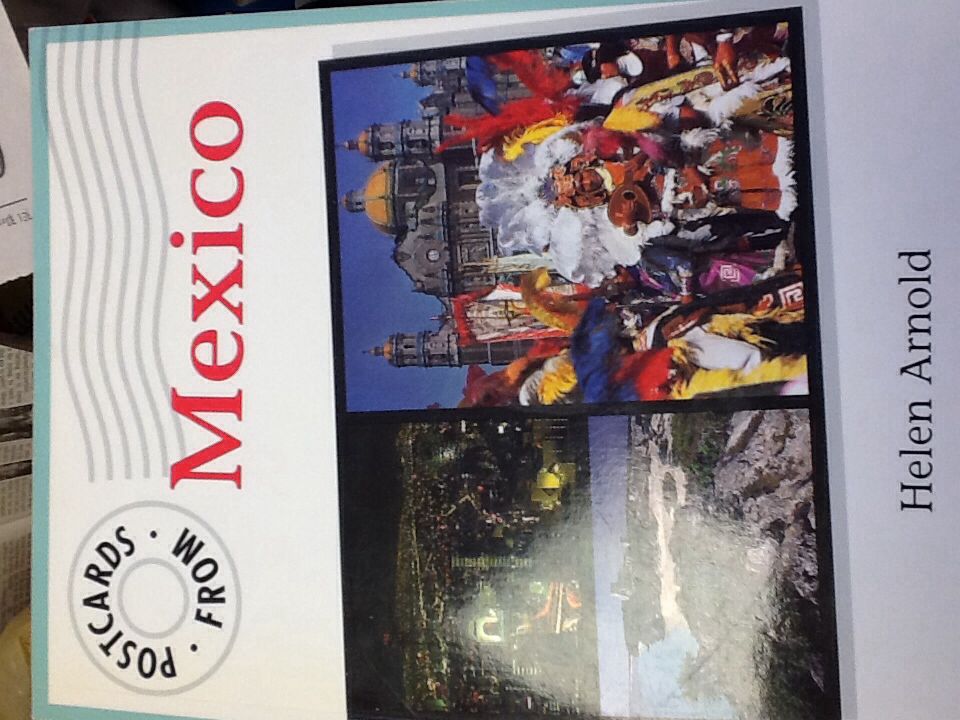 POSTCARDS · FROM ·
Mexico
Helen Arnold